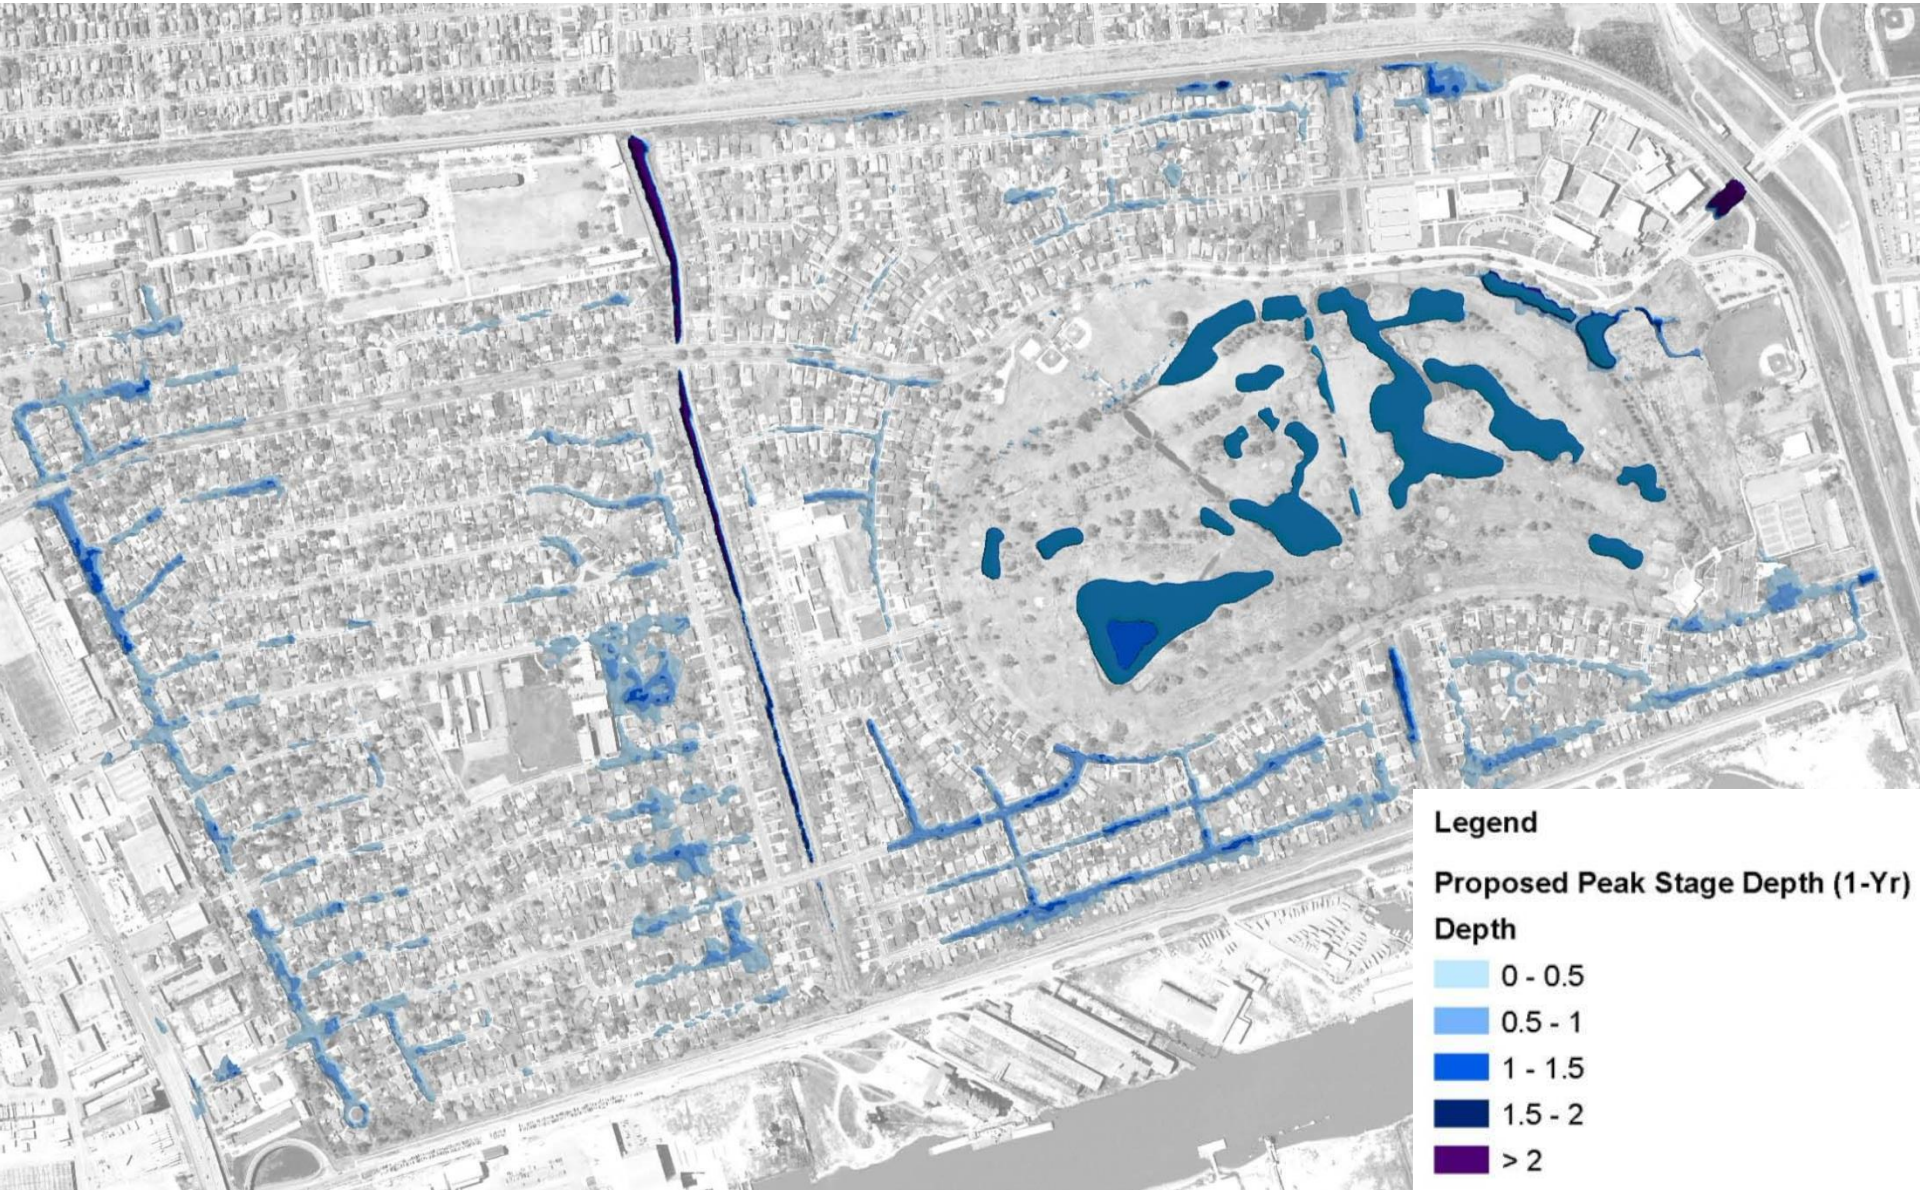 Legend
Proposed Peak Stage Depth (1-Yr)
Depth
0 - 0.5
0.5 - 1
1 - 1.5
1.5 - 2
> 2